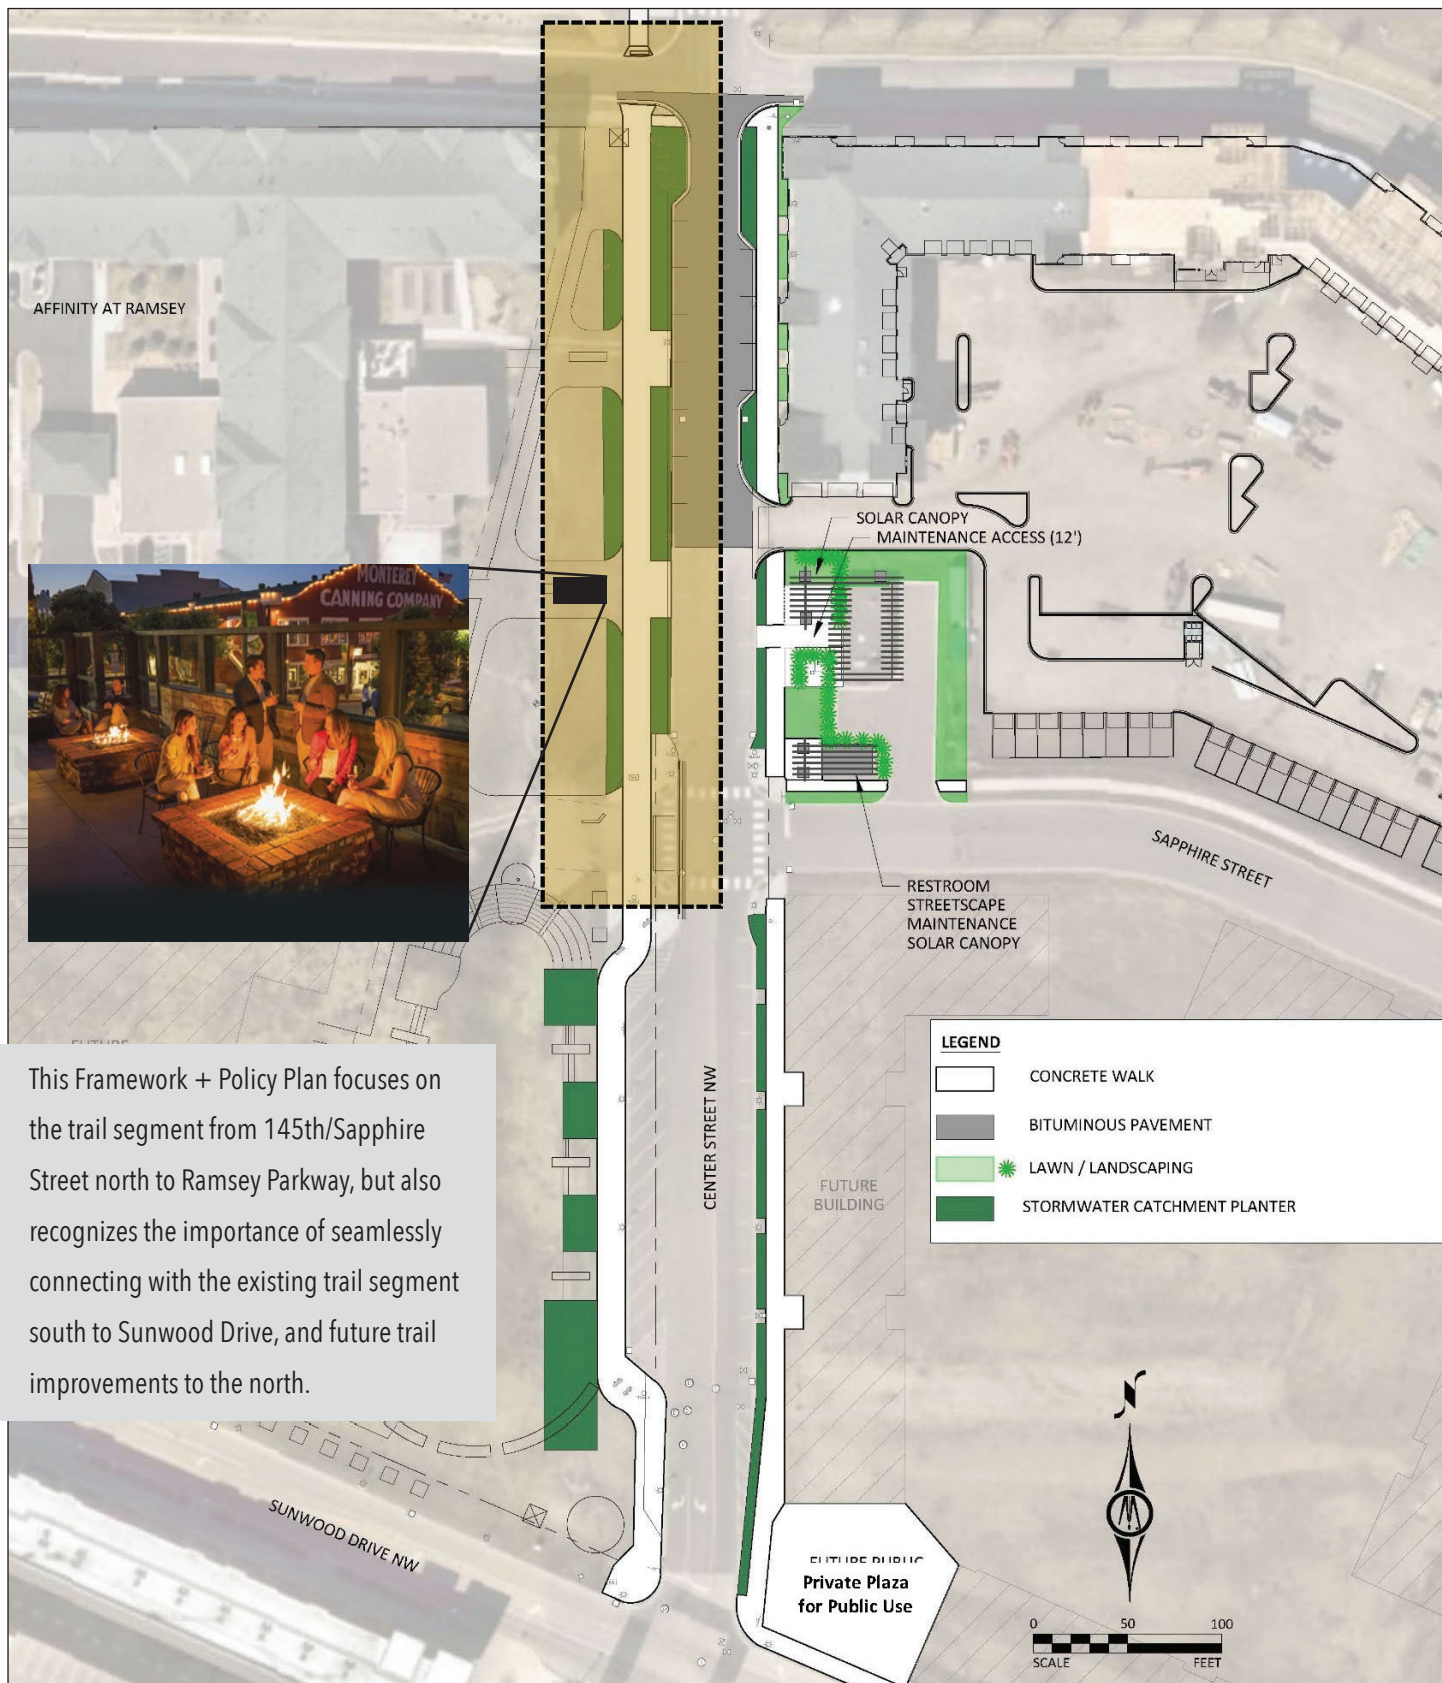 AFFINITY AT RAMSEY
SOLAR CANOPY
MAINTENANCE ACCESS (12')
MONTEREY
CANNING COMPANY
SAPPHIRE STREET
RESTROOM
STREETSCAPE
MAINTENANCE
SOLAR CANOPY
FUTURE
This Framework + Policy Plan focuses on
the trail segment from 145th/Sapphire
Street north to Ramsey Parkway, but also
recognizes the importance of seamlessly
connecting with the existing trail segment
south to Sunwood Drive, and future trail
improvements to the north.
CENTER STREET NW
FUTURE
BUILDING
LEGEND
CONCRETE WALK
BITUMINOUS PAVEMENT
LAWN / LANDSCAPING
STORMWATER CATCHMENT PLANTER
SUNWOOD DRIVE NW
FUTURE PUBLIC
Private Plaza
for Public Use
N
0 50 100
SCALE FEET